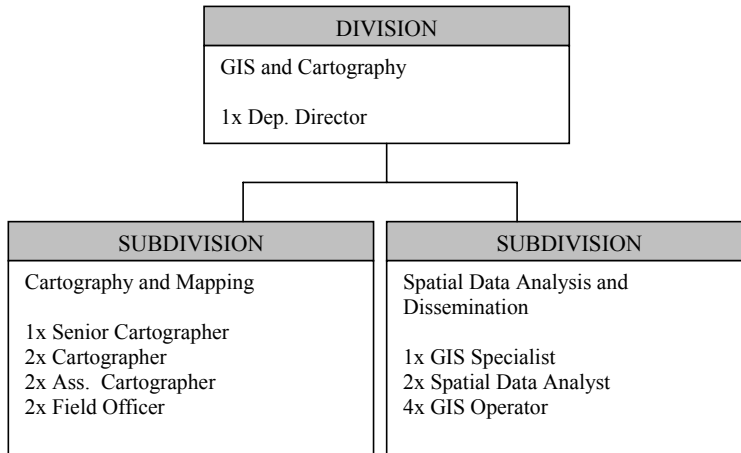 DIVISION
GIS and Cartography
1x Dep. Director
SUBDIVISION
Cartography and Mapping
1x Senior Cartographer
2x Cartographer
2x Ass.  Cartographer
2x Field Officer
SUBDIVISION
Spatial Data Analysis and
Dissemination
1x GIS Specialist
2x Spatial Data Analyst
4x GIS Operator